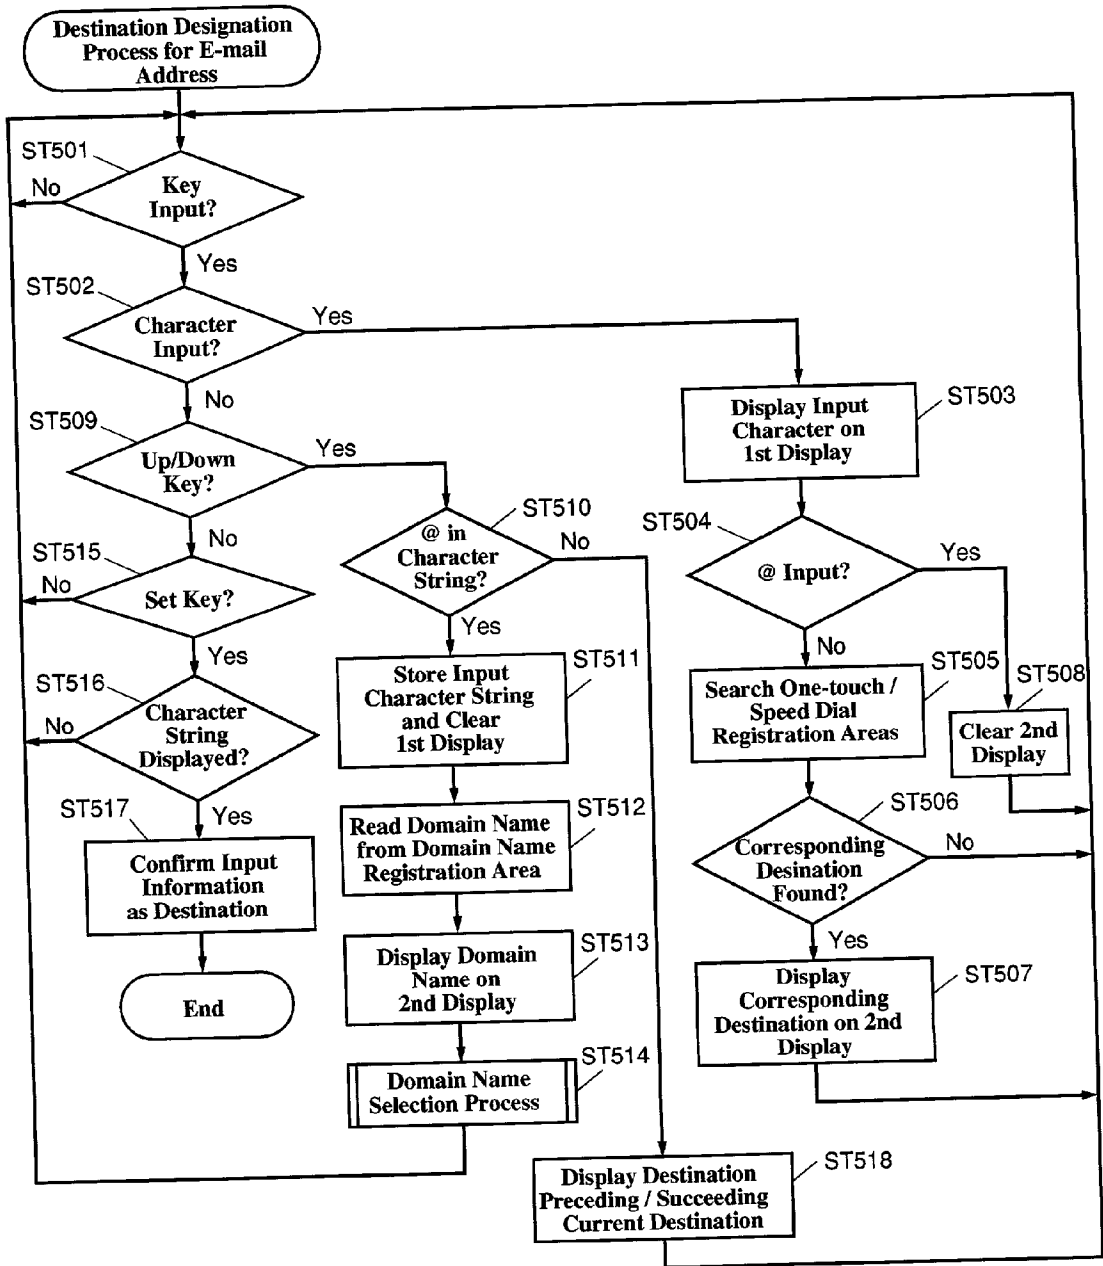 Destination Designation
Process for E-mail
Address
ST501
No
Key
Input?
Yes
ST502
Character
Input?
Yes
No
ST503
Display Input
Character on
1st Display
ST509
Up/Down
Key?
Yes
No
ST510
@ in
Character
String?
No
Yes
ST504
@ Input?
Yes
No
ST515
No
Set Key?
Yes
ST511
Store Input
Character String
and Clear
1st Display
ST505
Search One-touch /
Speed Dial
Registration Areas
ST508
Clear 2nd
Display
ST516
No
Character
String
Displayed?
Yes
ST512
Read Domain Name
from Domain Name
Registration Area
ST506
Corresponding
Desination
Found?
No
Yes
ST517
Confirm Input
Information
as Destination
End
ST513
Display Domain
Name on
2nd Display
ST507
Display
Corresponding
Destination on 2nd
Display
ST514
Domain Name
Selection Process
ST518
Display Destination
Preceding / Succeeding
Current Destination